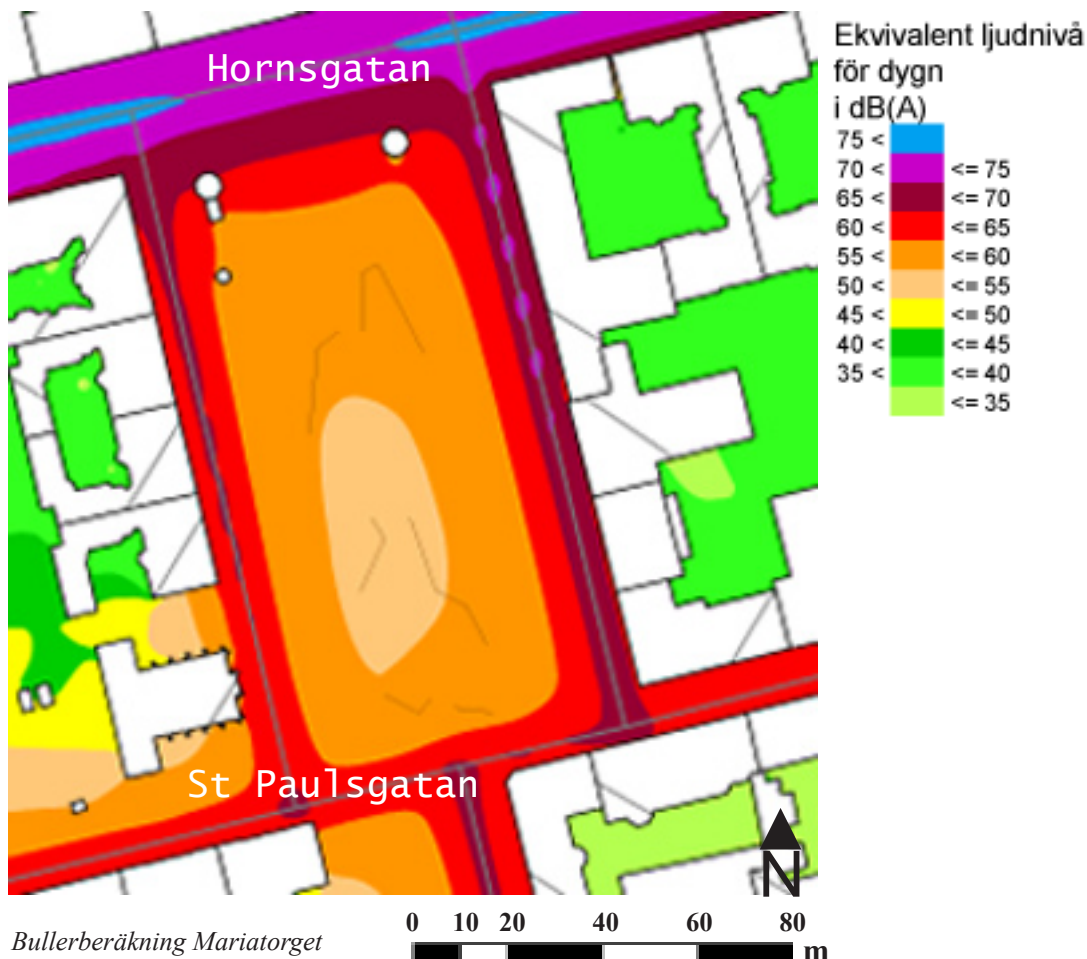 Hornsgatan
St Paulsgatan
N
Ekvivalent ljudnivå
för dygn
i dB(A)
75 <
70 < <= 75
65 < <= 70
60 < <= 65
55 < <= 60
50 < <= 55
45 < <= 50
40 < <= 45
35 < <= 40
<= 35
Bullerberäkning Mariatorget
0 10 20 40 60 80
m